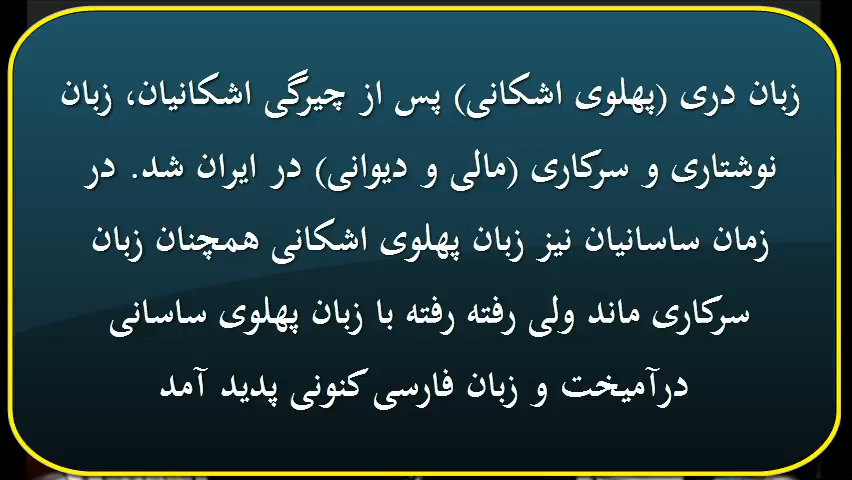 زبان دری (پهلوی اشکانی) پس از چیرگی اشکانیان، زبان
نوشتاری و سرکاری (مالی و دیوانی) در ایران شد. در
زمان ساسانیان نیز زبان پهلوی اشکانی همچنان زبان
سرکاری ماند ولی رفته رفته با زبان پهلوی ساسانی
درآمیخت و زبان فارسی کنونی پدید آمد